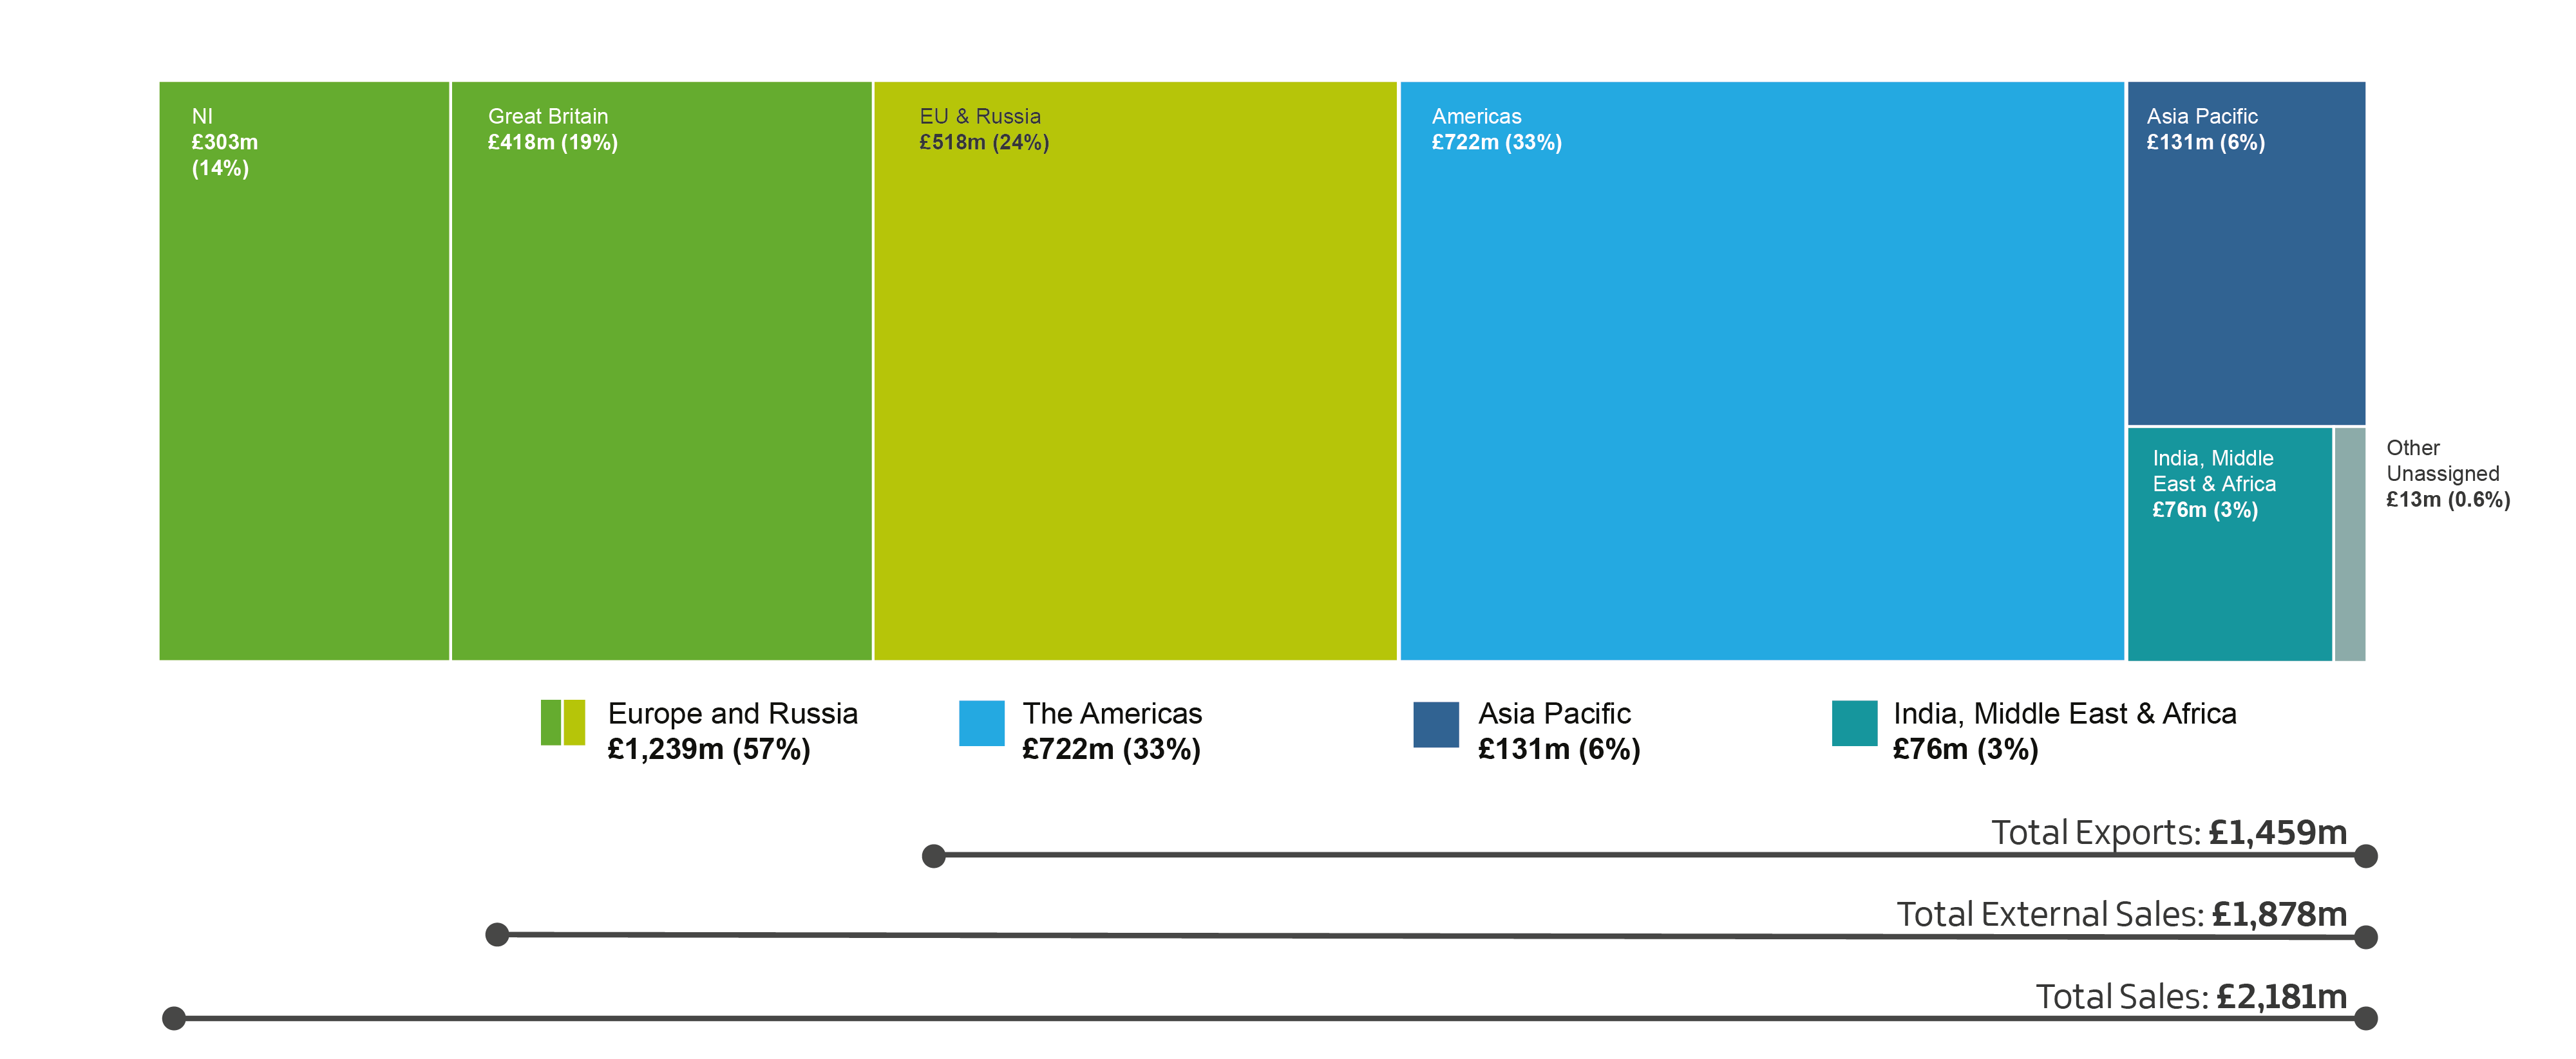 NI
£303m
(14%)
Great Britain
£418m (19%)
EU & Russia
£518m (24%)
Americas
£722m (33%)
Asia Pacific
£131m (6%)
India, Middle
East & Africa
£76m (3%)
Other
Unassigned
£13m (0.6%)
Europe and Russia
£1,239m (57%)
The Americas
£722m (33%)
Asia Pacific
£131m (6%)
India, Middle East & Africa
£76m (3%)
Total Exports: £1,459m
Total External Sales: £1,878m
Total Sales: £2,181m